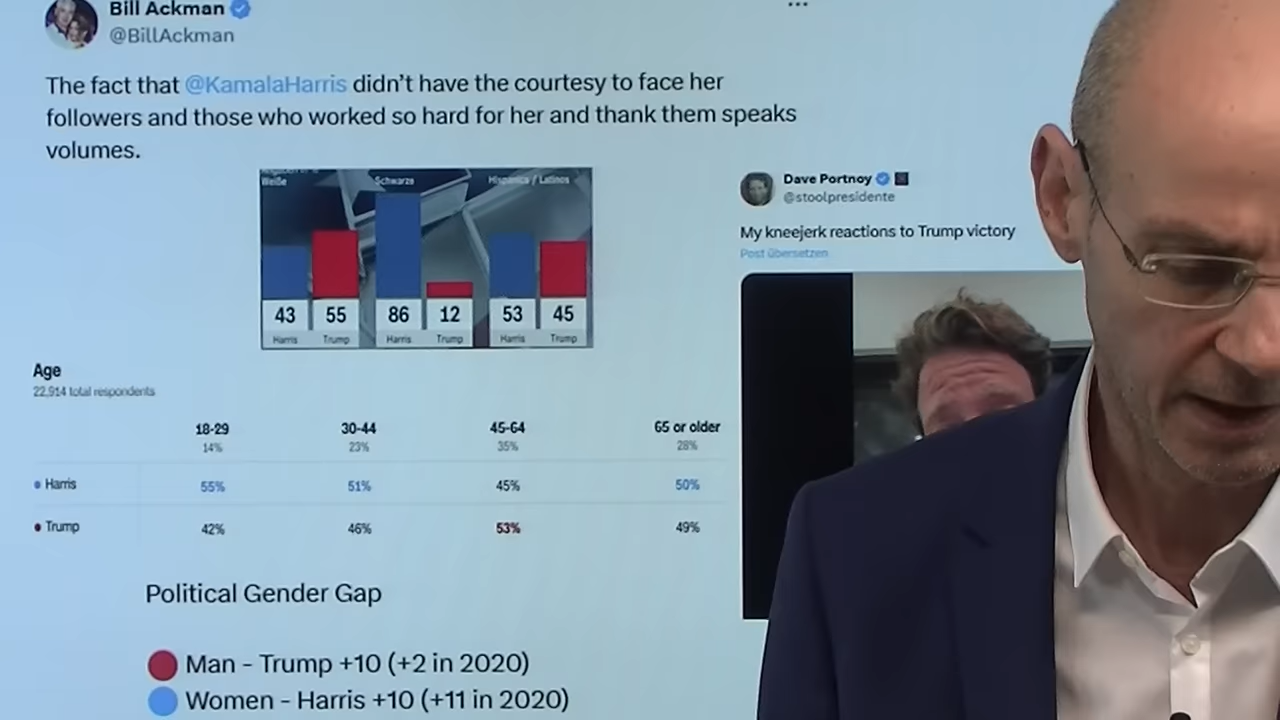 Bill Ackman
@BillAckman
The fact that @KamalaHarris didn't have the courtesy to face her
followers and those who worked so hard for her and thank them speaks
volumes.
Weiße Schwarze Hispanics / Latinos
43 55 86 12 53 45
Harris Trump Harris Trump Harris Trump
Dave Portnoy
@stoolpresidente
My kneejerk reactions to Trump victory
Post übersetzen
Age
22,914 total respondents
18-29 30-44 45-64 65 or older
14% 23% 35% 28%
Harris 55% 51% 45% 50%
Trump 42% 46% 53% 49%
Political Gender Gap
Man - Trump +10 (+2 in 2020)
Women - Harris +10 (+11 in 2020)